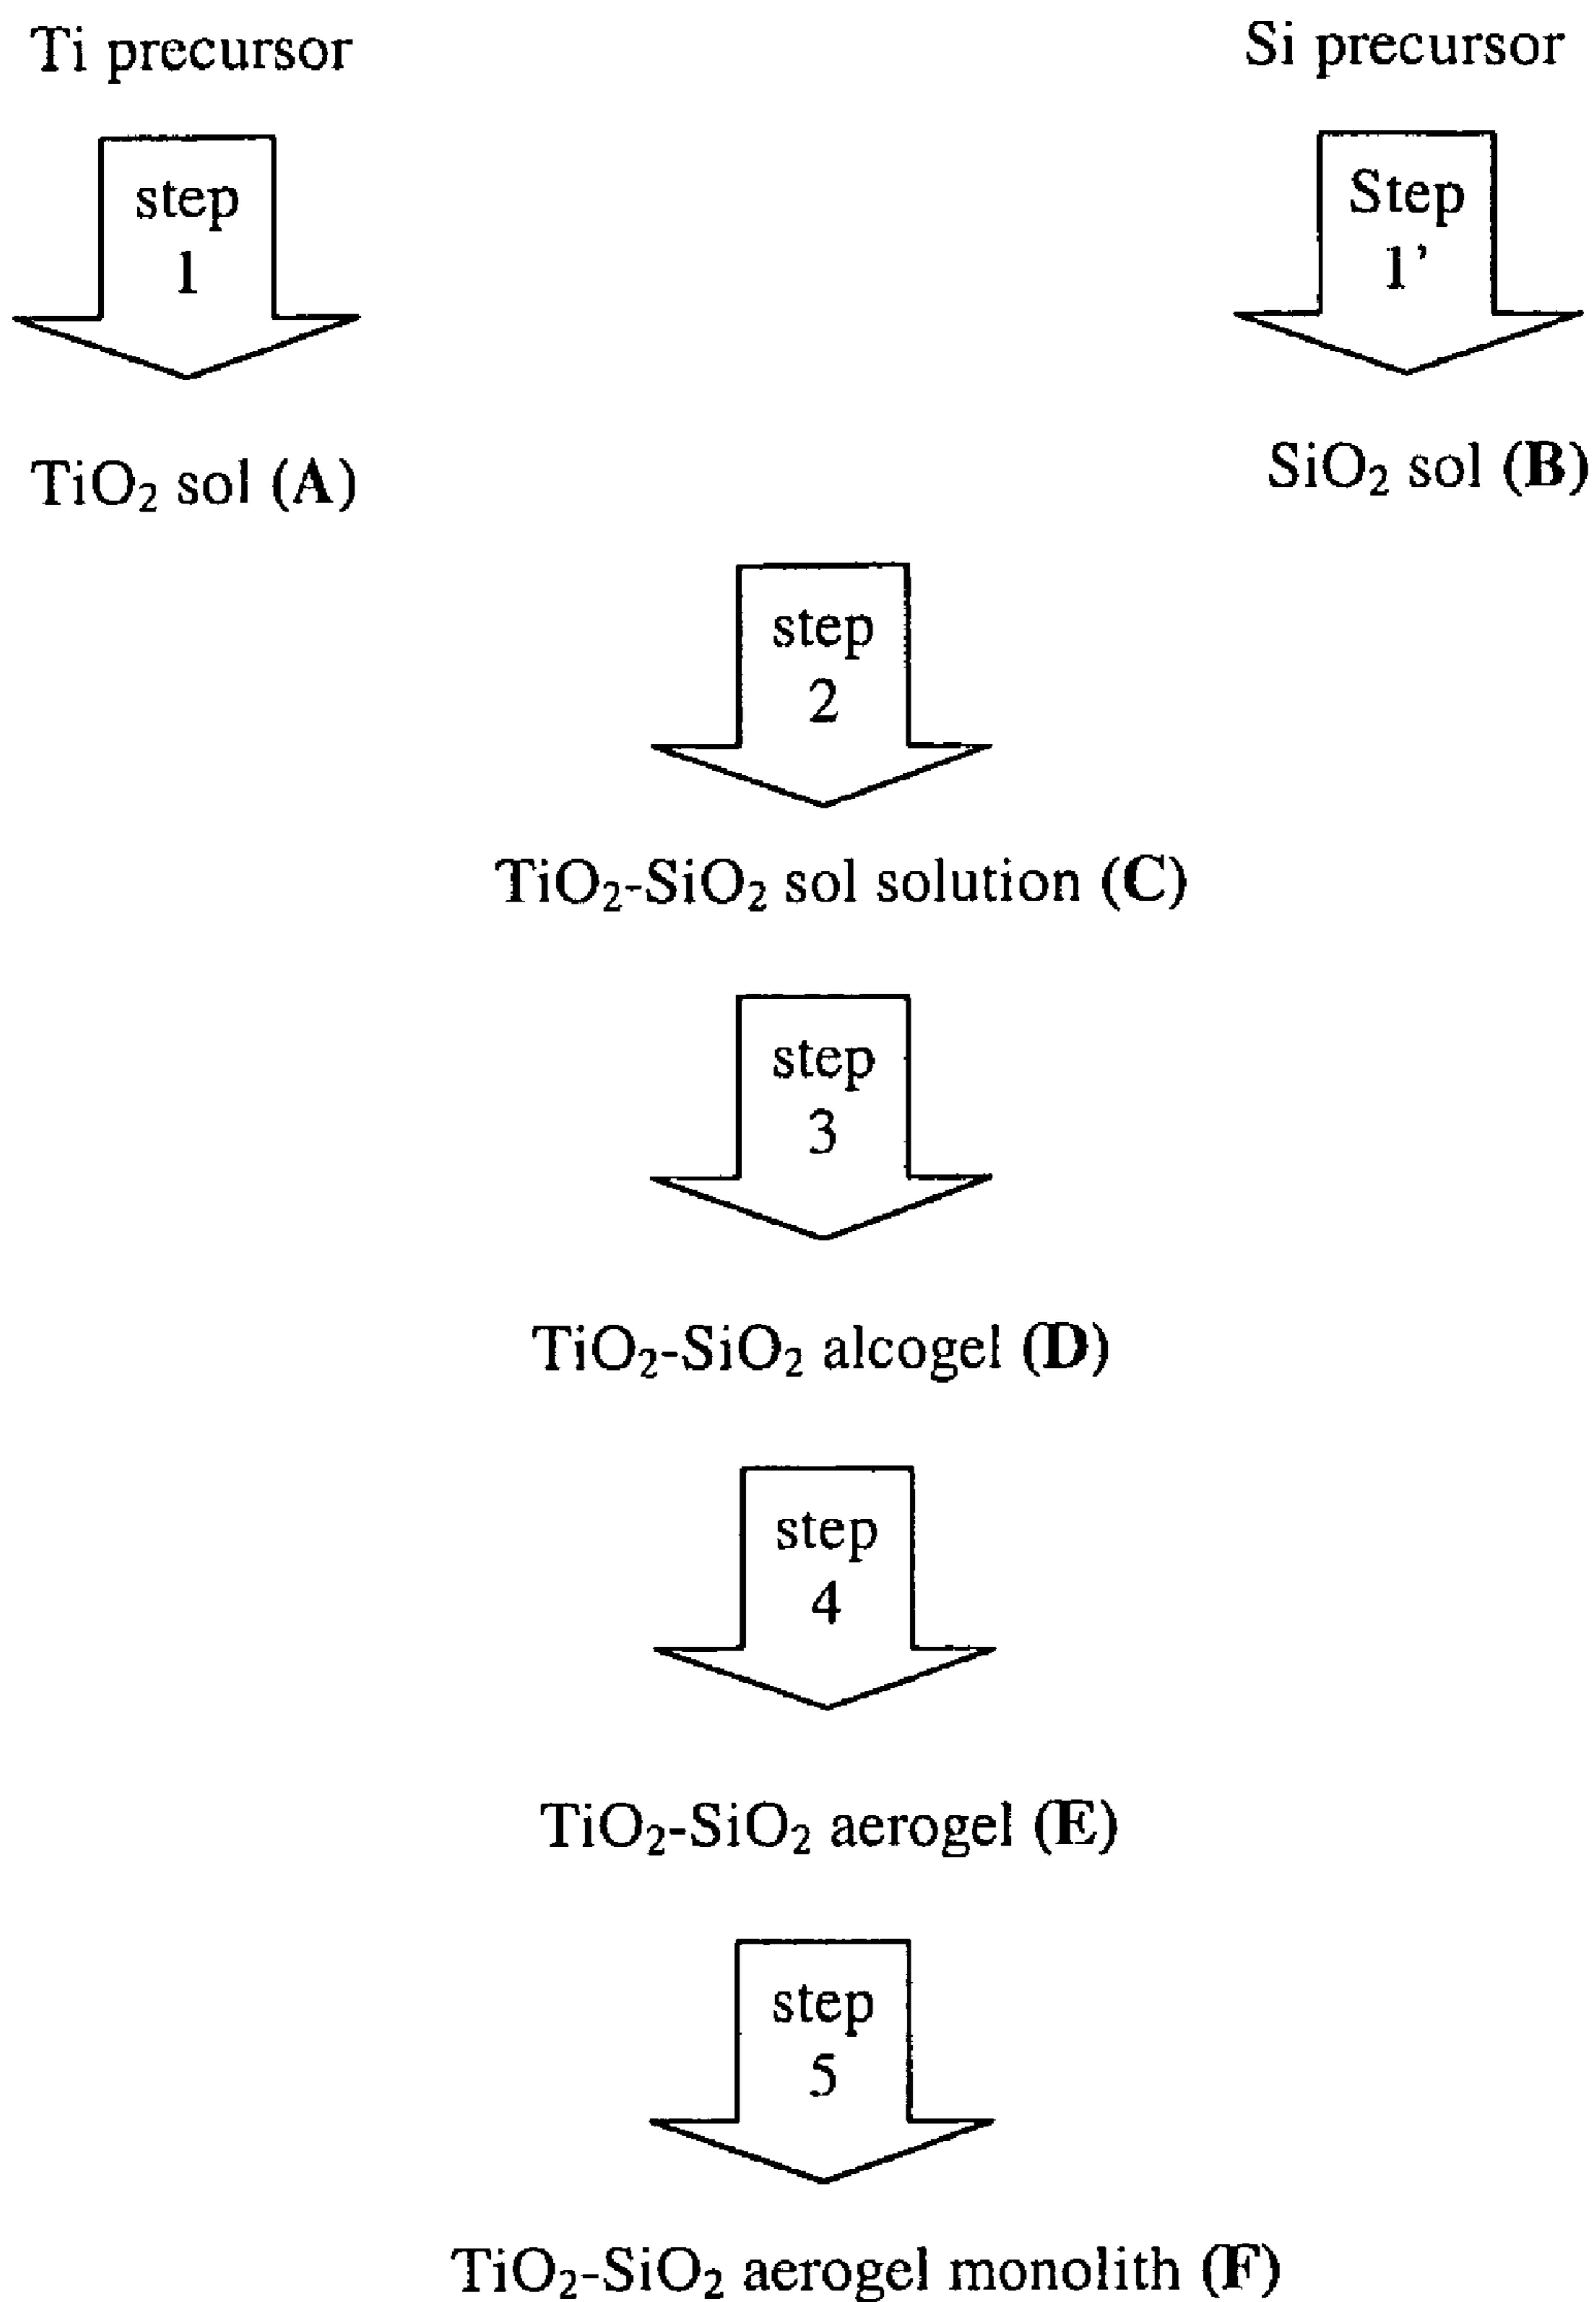 Ti precursor
Si precursor
step
1
Step
1’
TiO₂ sol (A)
SiO₂ sol (B)
step
2
TiO₂-SiO₂ sol solution (C)
step
3
TiO₂-SiO₂ alcogel (D)
step
4
TiO₂-SiO₂ aerogel (E)
step
5
TiO₂-SiO₂ aerogel monolith (F)